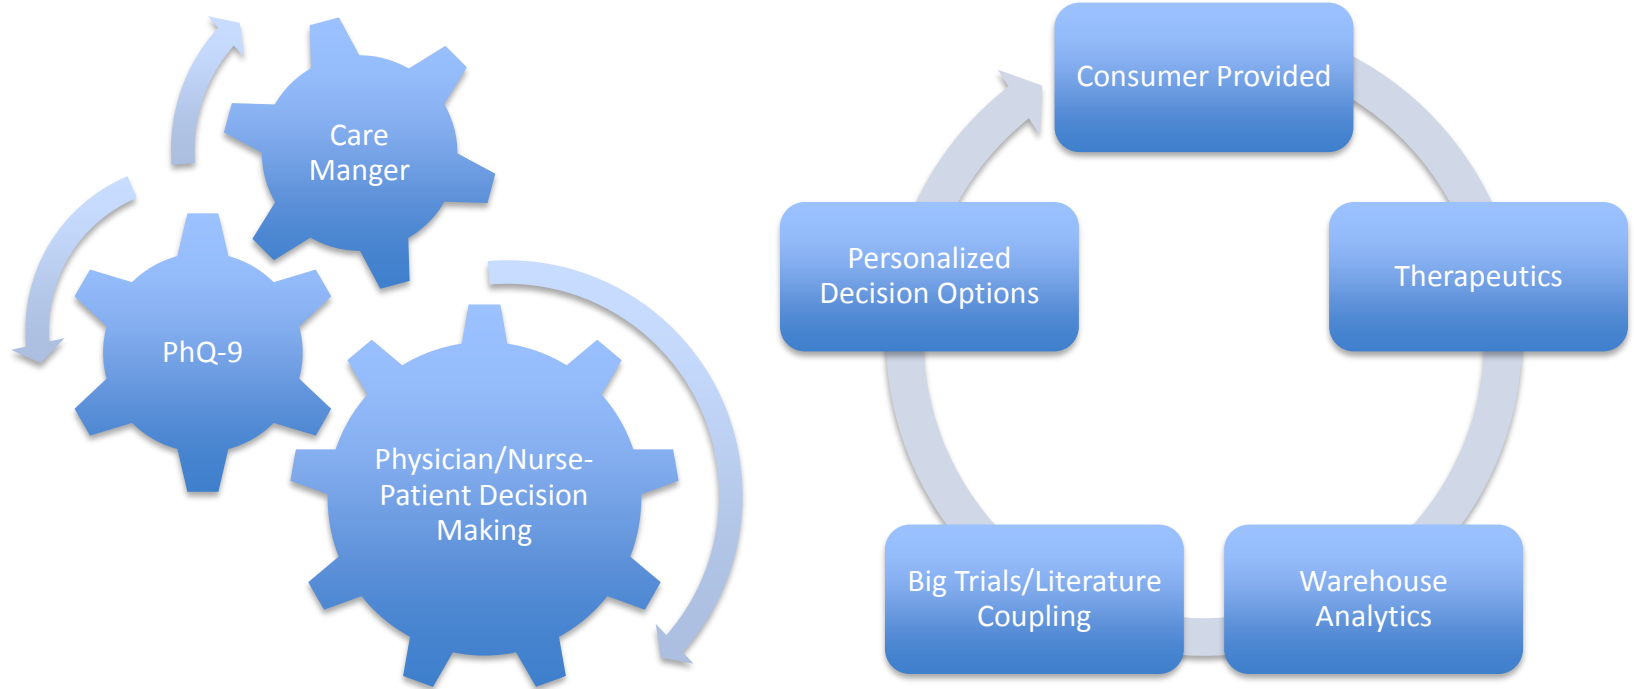 Care
Manger
PhQ-9
Physician/Nurse-
Patient Decision
Making
Consumer Provided
Therapeutics
Warehouse
Analytics
Big Trials/Literature
Coupling
Personalized
Decision Options